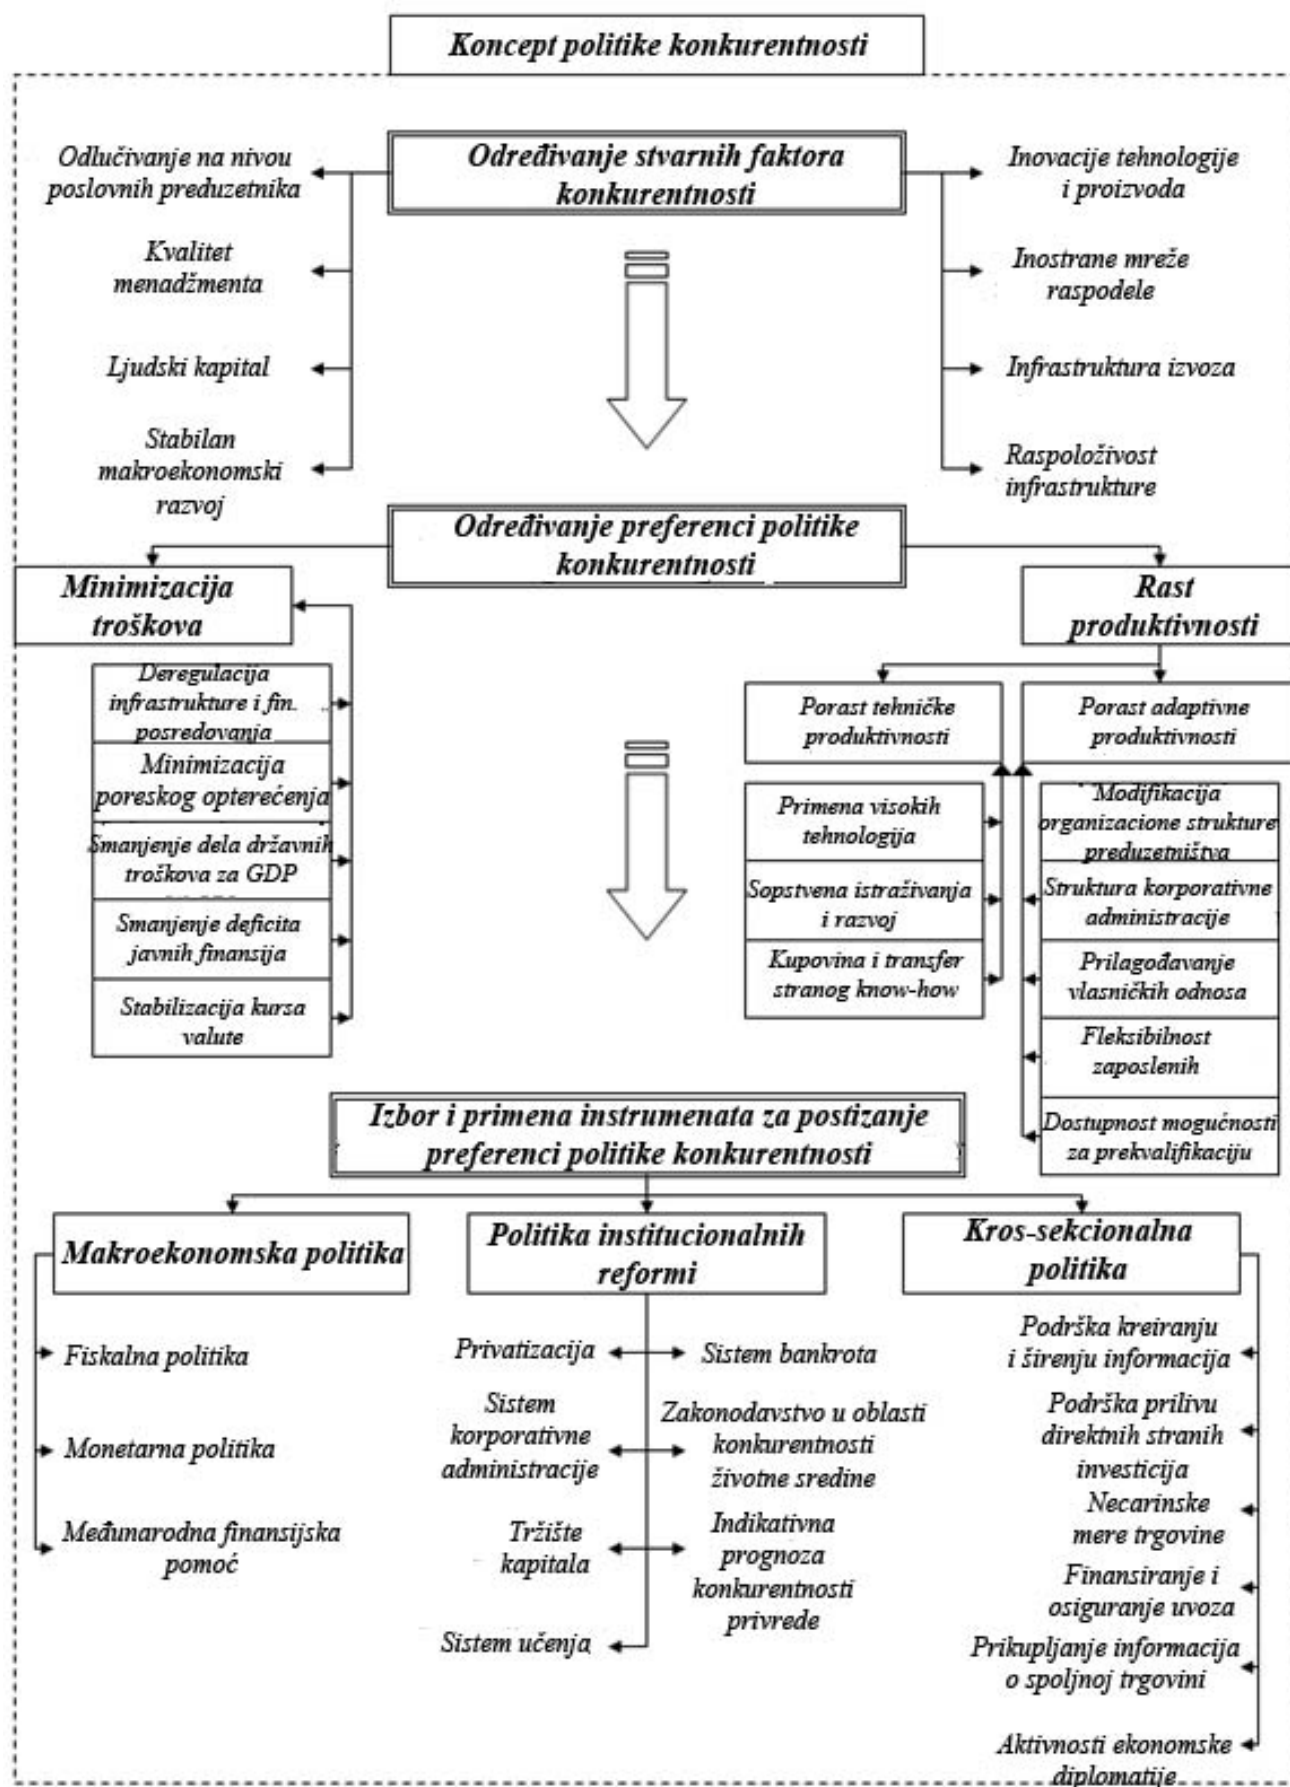 Koncept politike konkurentnosti
Određivanje stvarnih faktora
konkurentnosti
Odlučivanje na nivou
poslovnih preduzetnika
Kvalitet
menadžmenta
Ljudski kapital
Stabilan
makroekonomski
razvoj
Inovacije tehnologije
i proizvoda
Inostrane mreže
raspodele
Infrastruktura izvoza
Raspoloživost
infrastrukture
Određivanje preferenci politike
konkurentnosti
Minimizacija
troškova
Deregulacija
infrastrukture i fin.
posredovanja
Minimizacija
poreskog opterećenja
Smanjenje dela državnih
troškova za GDP
Smanjenje deficita
javnih finansija
Stabilizacija kursa
valute
Rast
produktivnosti
Porast tehničke
produktivnosti
Primena visokih
tehnologija
Sopstvena istraživanja
i razvoj
Kupovina i transfer
stranog know-how
Porast adaptivne
produktivnosti
Modifikacija
organizacione strukture
preduzetništva
Struktura korporativne
administracije
Prilagođavanje
vlasničkih odnosa
Fleksibilnost
zaposlenih
Dostupnost mogućnosti
za prekvalifikaciju
Izbor i primena instrumenata za postizanje
preferenci politike konkurentnosti
Makroekonomska politika
Fiskalna politika
Monetarna politika
Međunarodna finansijska
pomoć
Politika institucionalnih
reformi
Privatizacija
Sistem
korporativne
administracije
Tržište
kapitala
Sistem učenja
Sistem bankrota
Zakonodavstvo u oblasti
konkurentnosti
životne sredine
Indikativna
prognoza
konkurentnosti
privrede
Kros-sekcionalna
politika
Podrška kreiranju
i širenju informacija
Podrška prilivu
direktnih stranih
investicija
Necarinske
mere trgovine
Finansiranje i
osiguranje uvoza
Prikupljanje informacija
o spoljnoj trgovini
Aktivnosti ekonomske
diplomatije